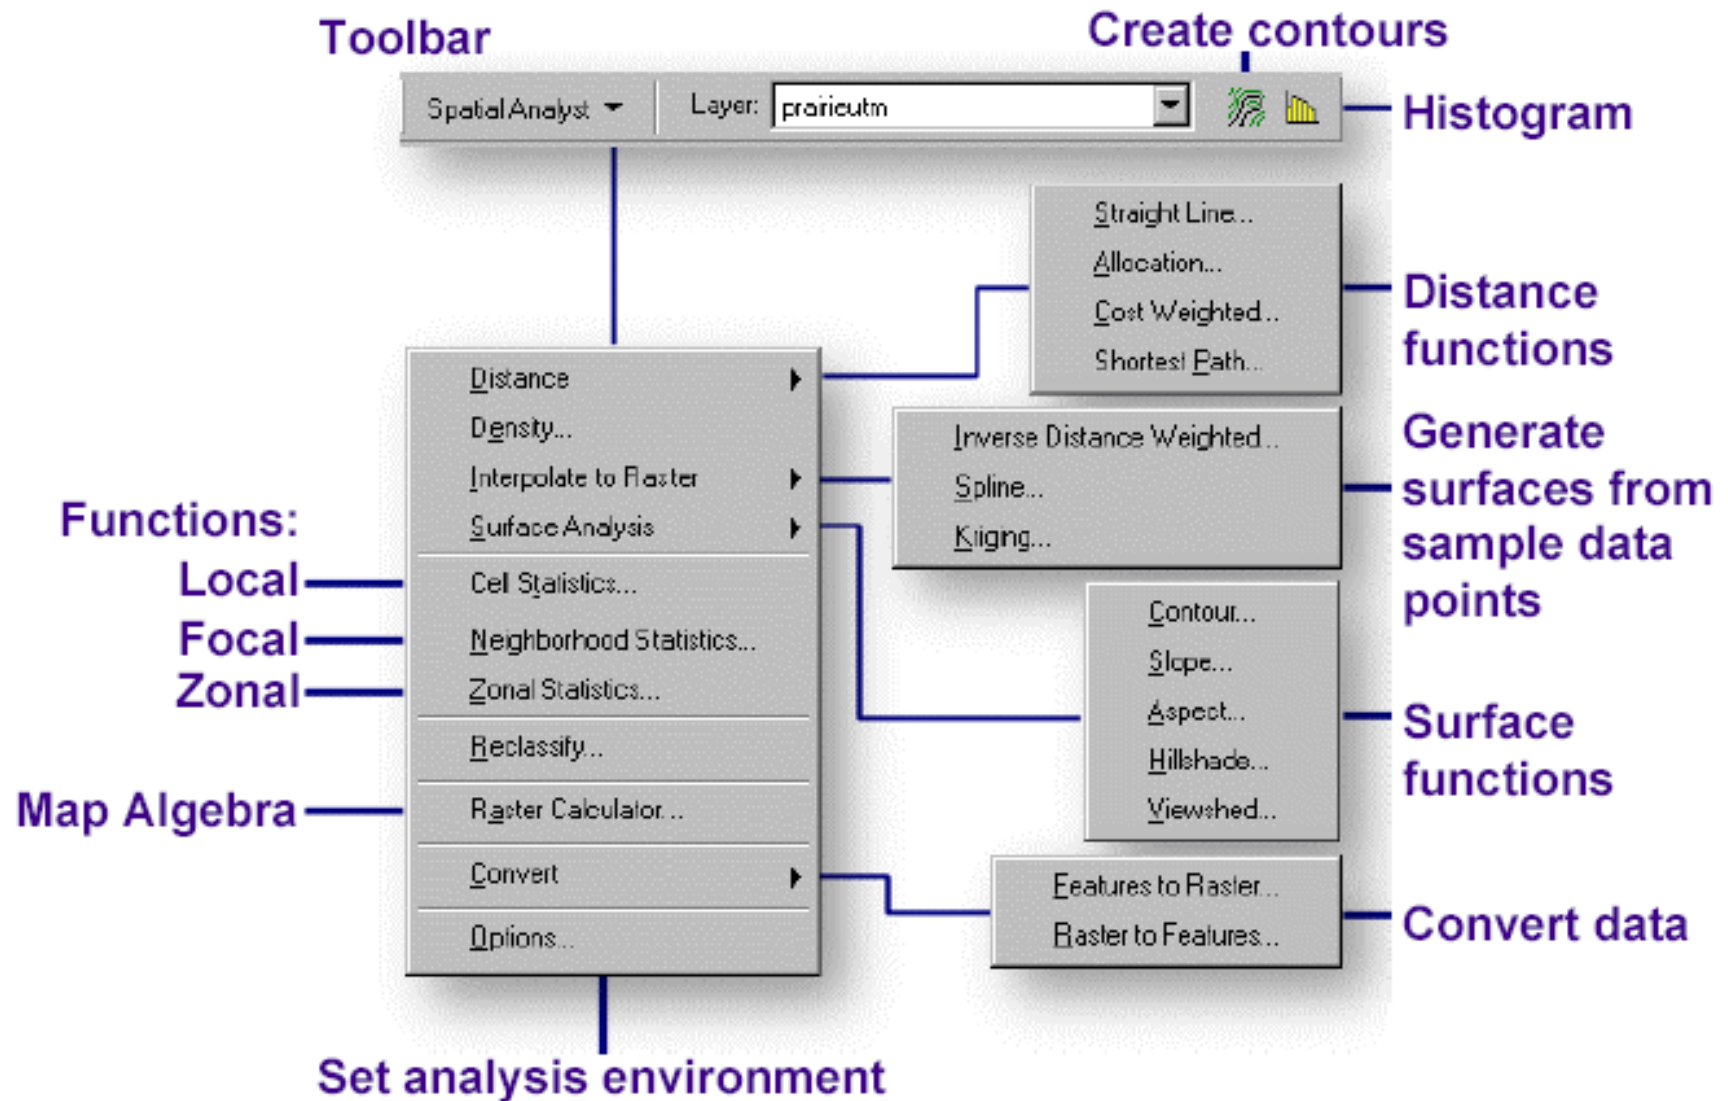 Toolbar
Create contours
Spatial Analyst
Layer:
prairieutm
Histogram
Straight Line...
Allocation...
Cost Weighted...
Shortest Path...
Distance
functions
Distance
Density...
Interpolate to Raster
Surface Analysis
Cell Statistics...
Neighborhood Statistics...
Zonal Statistics...
Reclassify...
Raster Calculator...
Convert
Options...
Inverse Distance Weighted...
Spline...
Kriging...
Generate
surfaces from
sample data
points
Functions:
Local
Focal
Zonal
Map Algebra
Contour...
Slope...
Aspect...
Hillshade...
Viewshed...
Surface
functions
Features to Raster...
Raster to Features...
Convert data
Set analysis environment